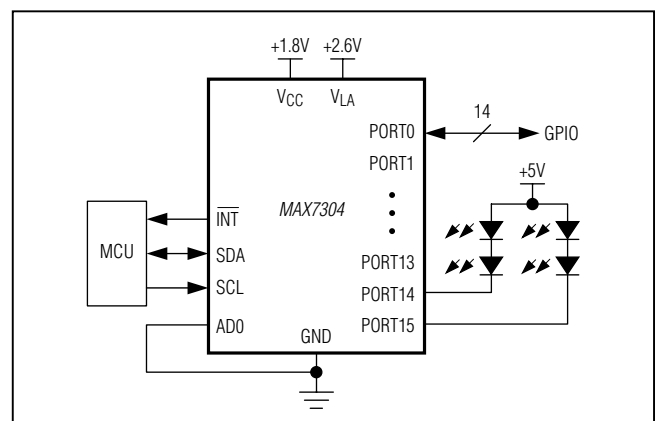 +1.8V +2.6V
VCC VLA
14
PORT0 GPIO
PORT1
+5V
INT MAX7304
MCU SDA
PORT13
SCL
PORT14
AD0 GND PORT15